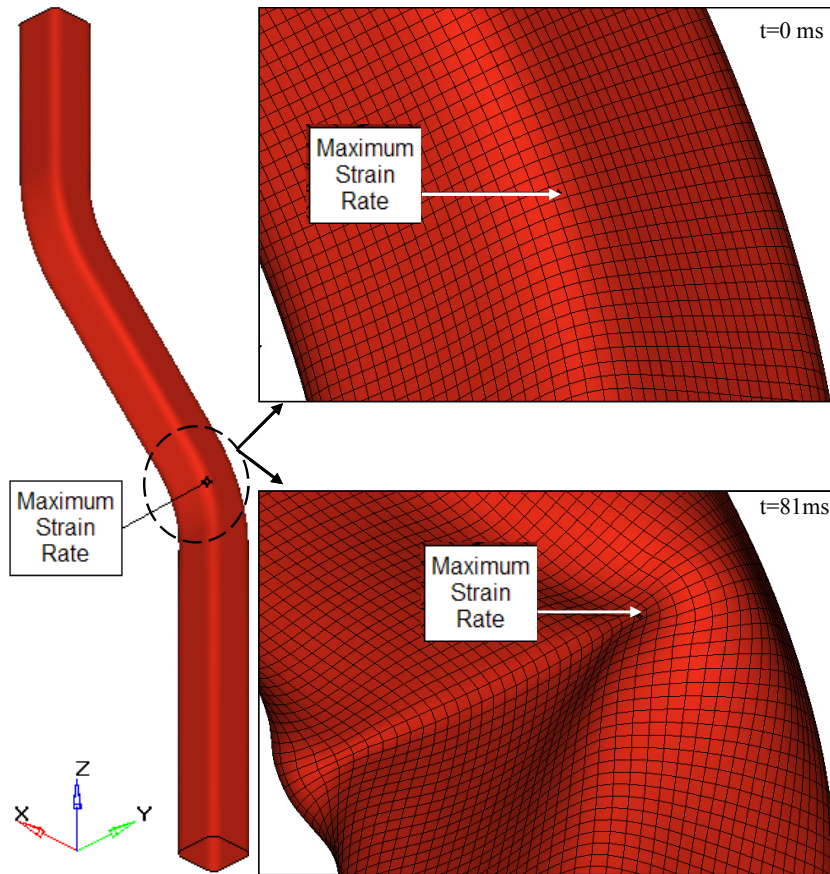 t=0 ms
Maximum
Strain
Rate
Maximum
Strain
Rate
t=81ms
Maximum
Strain
Rate
Z
X
Y